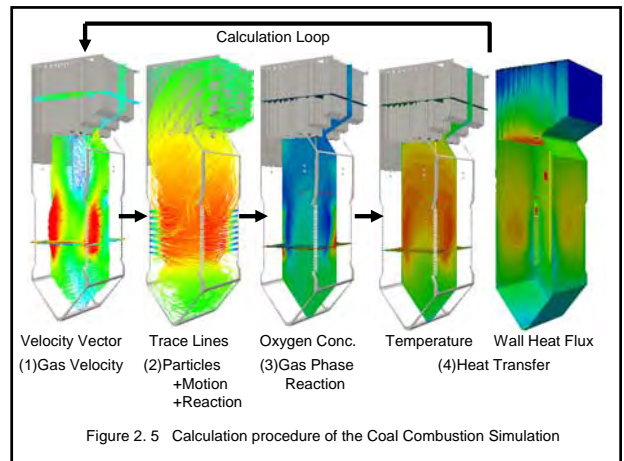 Calculation Loop
Velocity Vector
(1)Gas Velocity
Trace Lines
(2)Particles
+Motion
+Reaction
Oxygen Conc.
(3)Gas Phase
Reaction
Temperature
Wall Heat Flux
(4)Heat Transfer
Figure 2. 5 Calculation procedure of the Coal Combustion Simulation